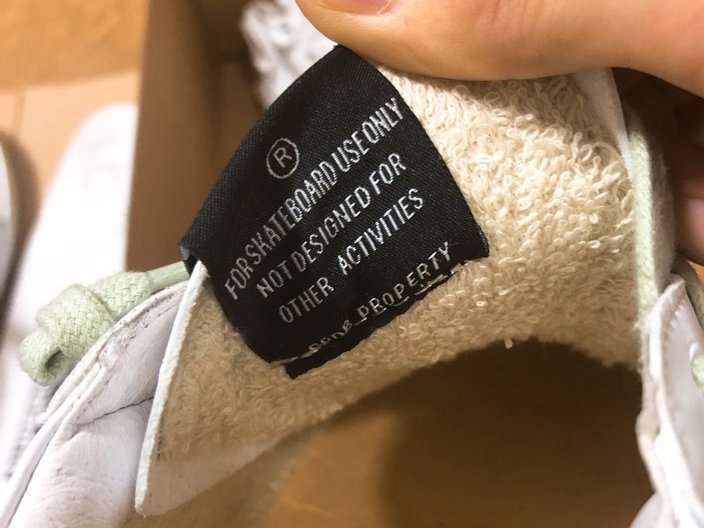 ®
FOR SKATEBOARD USE ONLY
NOT DESIGNED FOR
OTHER ACTIVITIES
PROPERTY